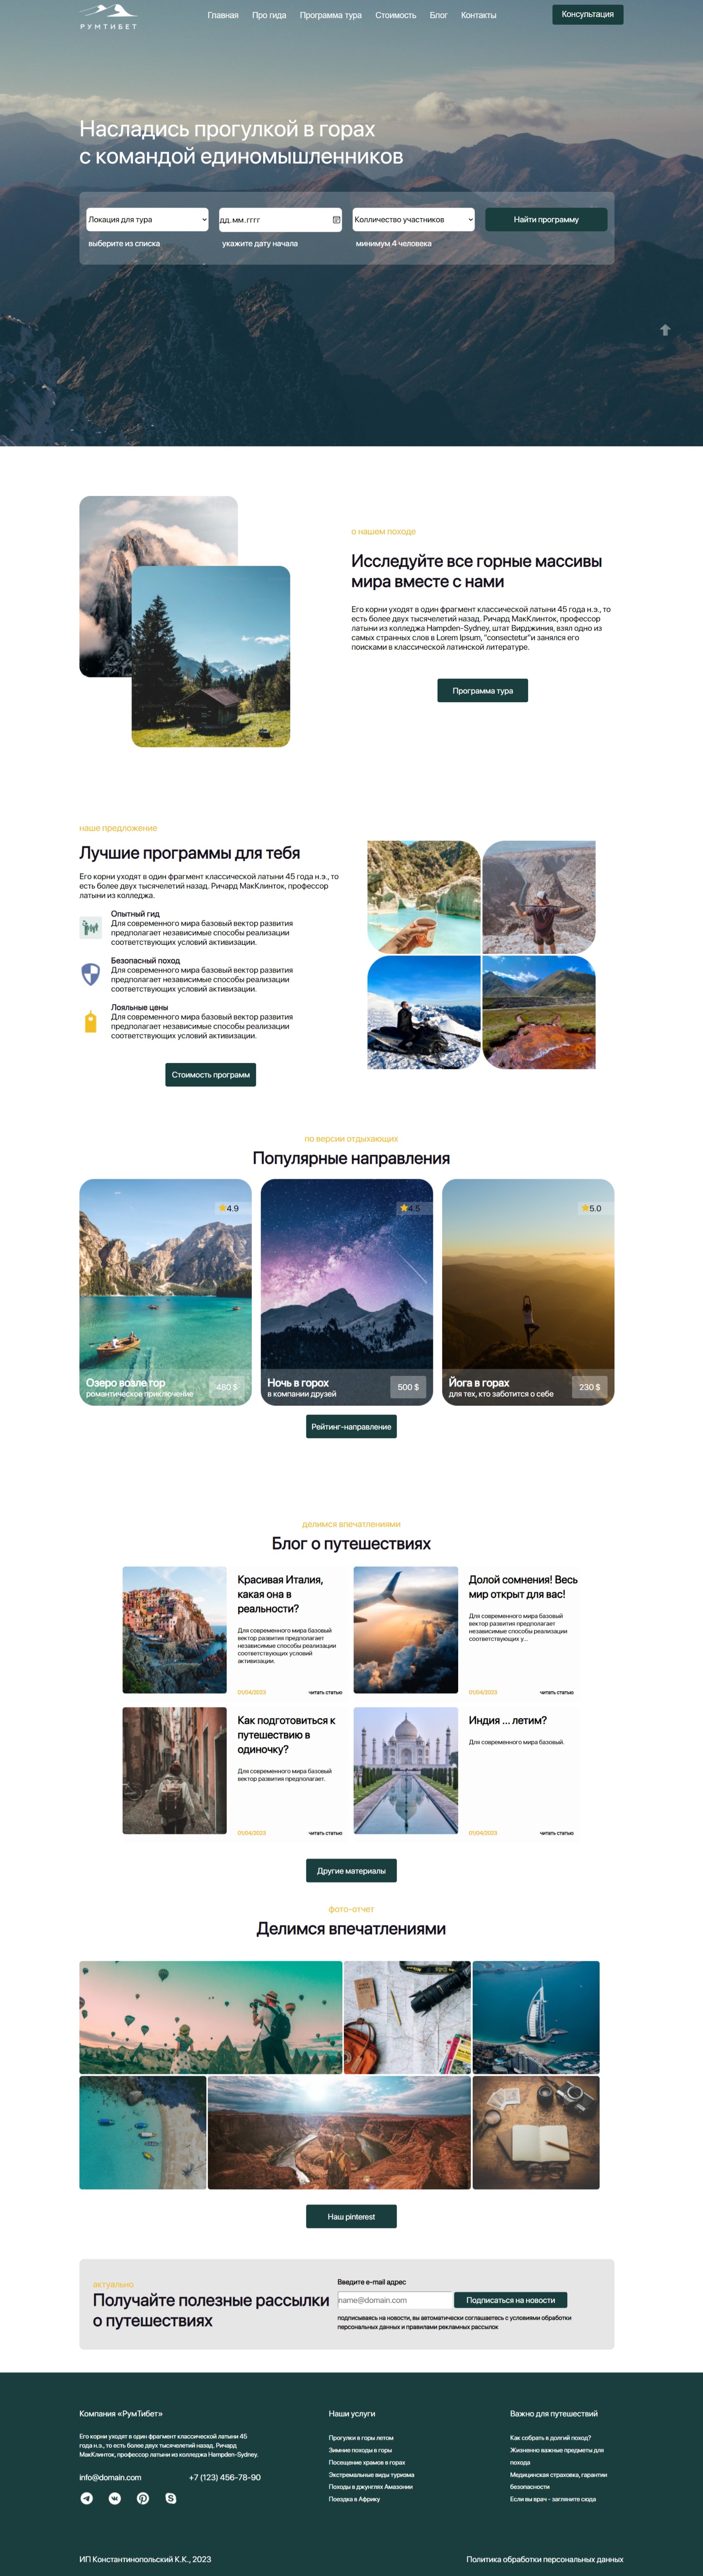 РУМТИБЕТ
Главная Про гида Программа тура Стоимость Блог Контакты
Консультация
Насладись прогулкой в горах
с командой единомышленников
Локация для тура
дд.мм.гггг
Колличество участников
Найти программу
выберите из списка
укажите дату начала
минимум 4 человека
о нашем походе
Исследуйте все горные массивы
мира вместе с нами
Его корни уходят в один фрагмент классической латыни 45 года н.э., то
есть более двух тысячелетий назад. Ричард МакКлинток, профессор
латыни из колледжа Hampden-Sydney, штат Вирджиния, взял одно из
самых странных слов в Lorem Ipsum, "consectetur"и занялся его
поисками в классической латинской литературе.
Программа тура
наше предложение
Лучшие программы для тебя
Его корни уходят в один фрагмент классической латыни 45 года н.э., то
есть более двух тысячелетий назад. Ричард МакКлинток, профессор
латыни из колледжа.
Опытный гид
Для современного мира базовый вектор развития
предполагает независимые способы реализации
соответствующих условий активизации.
Безопасный поход
Для современного мира базовый вектор развития
предполагает независимые способы реализации
соответствующих условий активизации.
Лояльные цены
Для современного мира базовый вектор развития
предполагает независимые способы реализации
соответствующих условий активизации.
Стоимость программ
по версии отдыхающих
Популярные направления
4.9
Озеро возле гор
романтическое приключение
480 $
4.5
Ночь в горох
в компании друзей
500 $
5.0
Йога в горах
для тех, кто заботится о себе
230 $
Рейтинг-направление
делимся впечатлениями
Блог о путешествиях
Красивая Италия,
какая она в
реальности?
Для современного мира базовый
вектор развития предполагает
независимые способы реализации
соответствующих условий
активизации.
01/04/2023
читать статью
Долой сомнения! Весь
мир открыт для вас!
Для современного мира базовый
вектор развития предполагает
независимые способы реализации
соответствующих у...
01/04/2023
читать статью
Как подготовиться к
путешествию в
одиночку?
Для современного мира базовый
вектор развития предполагает.
01/04/2023
читать статью
Индия ... летим?
Для современного мира базовый.
01/04/2023
читать статью
Другие материалы
фото-отчет
Делимся впечатлениями
Наш pinterest
актуально
Получайте полезные рассылки
о путешествиях
Введите e-mail адрес
name@domain.com
Подписаться на новости
подписываясь на новости, вы автоматически соглашаетесь с условиями обработки
персональных данных и правилами рекламных рассылок
Компания «РумТибет»
Его корни уходят в один фрагмент классической латыни 45
года н.э., то есть более двух тысячелетий назад. Ричард
МакКлинток, профессор латыни из колледжа Hampden-Sydney.
info@domain.com
+7 (123) 456-78-90
Наши услуги
Прогулки в горы летом
Зимние походы в горы
Посещение храмов в горах
Экстремальные виды туризма
Походы в джунглях Амазонии
Поездка в Африку
Важно для путешествий
Как собрать в долгий поход?
Жизненно важные предметы для
похода
Медицинская страховка, гарантии
безопасности
Если вы врач - загляните сюда
ИП Константинопольский К.К., 2023
Политика обработки персональных данных